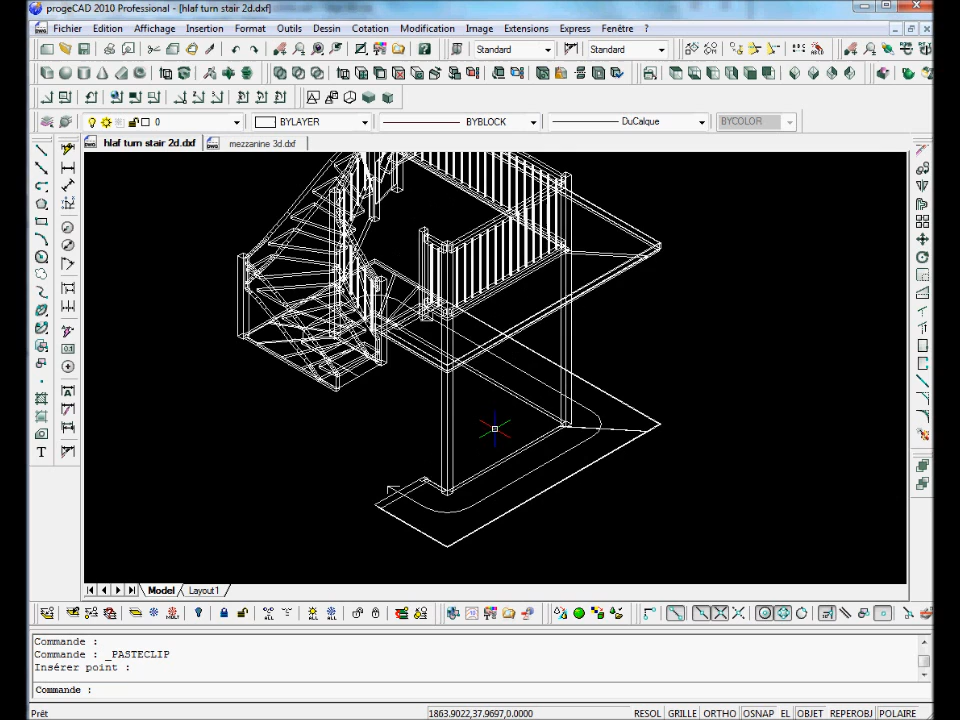 progeCAD 2010 Professional - [hlaf turn stair 2d.dxf]
Fichier Edition Affichage Insertion Format Outils Dessin Cotation Modification Image Extensions Express Fenêtre ?
Standard Standard
0 BYLAYER BYBLOCK DuCalque BYCOLOR
hlaf turn stair 2d.dxf mezzanine 3d.dxf
Model Layout1
Commande :
Commande : _PASTECLIP
Insérer point :
Commande :
Prêt 1863.9022,37.9697,0.0000 RESOL GRILLE ORTHO OSNAP EL OBJET REPEROBJ POLAIRE